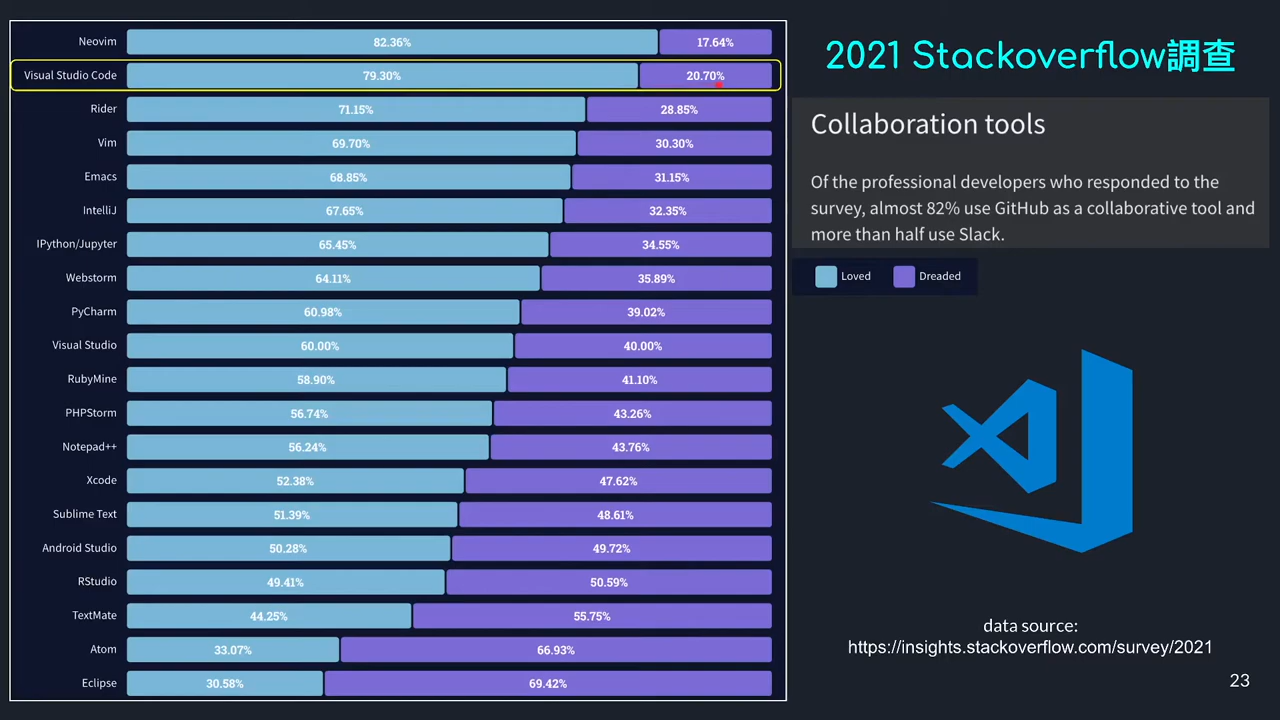 Neovim 82.36% 17.64%
Visual Studio Code 79.30% 20.70%
Rider 71.15% 28.85%
Vim 69.70% 30.30%
Emacs 68.85% 31.15%
IntelliJ 67.65% 32.35%
IPython/Jupyter 65.45% 34.55%
Webstorm 64.11% 35.89%
PyCharm 60.98% 39.02%
Visual Studio 60.00% 40.00%
RubyMine 58.90% 41.10%
PHPStorm 56.74% 43.26%
Notepad++ 56.24% 43.76%
Xcode 52.38% 47.62%
Sublime Text 51.39% 48.61%
Android Studio 50.28% 49.72%
RStudio 49.41% 50.59%
TextMate 44.25% 55.75%
Atom 33.07% 66.93%
Eclipse 30.58% 69.42%
2021 Stackoverflow調查
Collaboration tools
Of the professional developers who responded to the
survey, almost 82% use GitHub as a collaborative tool and
more than half use Slack.
Loved Dreaded
data source:
https://insights.stackoverflow.com/survey/2021
23